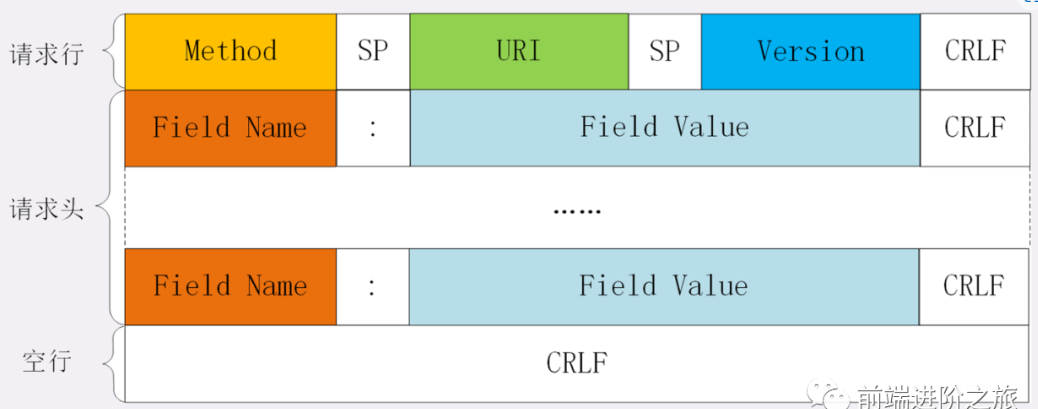 请求行 Method SP URI SP Version CRLF
Field Name : Field Value CRLF
请求头 ……
Field Name : Field Value CRLF
空行 CRLF
前端进阶之旅